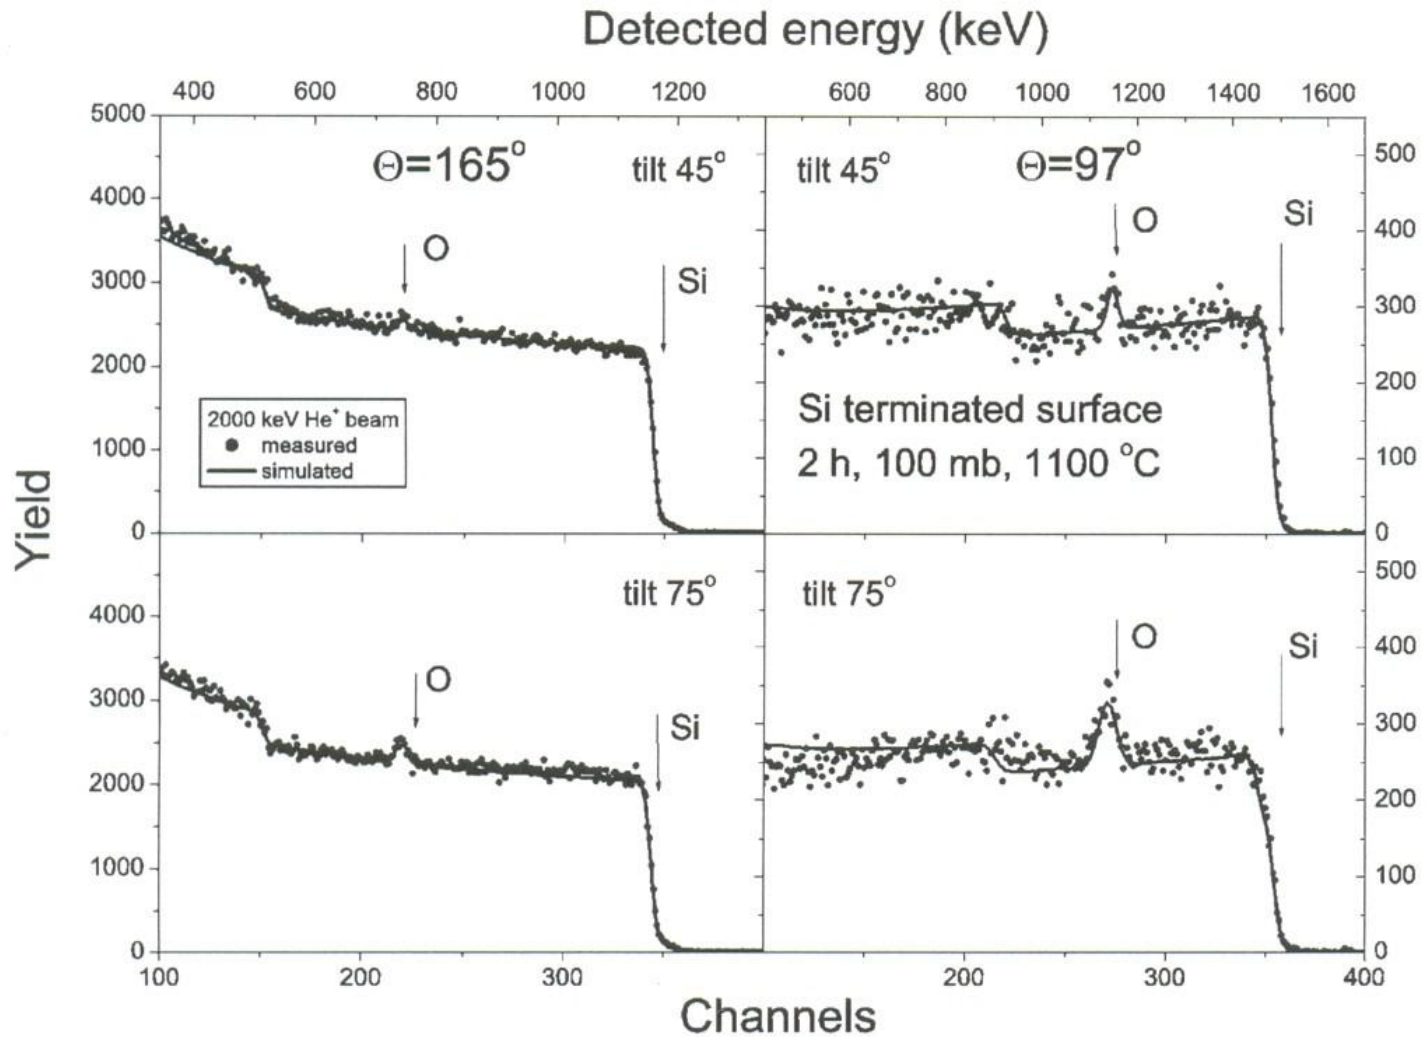 Detected energy (keV)
400 600 800 1000 1200
600 800 1000 1200 1400 1600
5000
4000
3000
2000
1000
0
Θ=165°
tilt 45°
O
Si
2000 keV He⁺ beam
measured
simulated
tilt 45°
Θ=97°
O
Si
Si terminated surface
2 h, 100 mb, 1100 °C
500
400
300
200
100
0
Yield
4000
3000
2000
1000
0
tilt 75°
O
Si
tilt 75°
O
Si
500
400
300
200
100
0
100 200 300
200 300 400
Channels